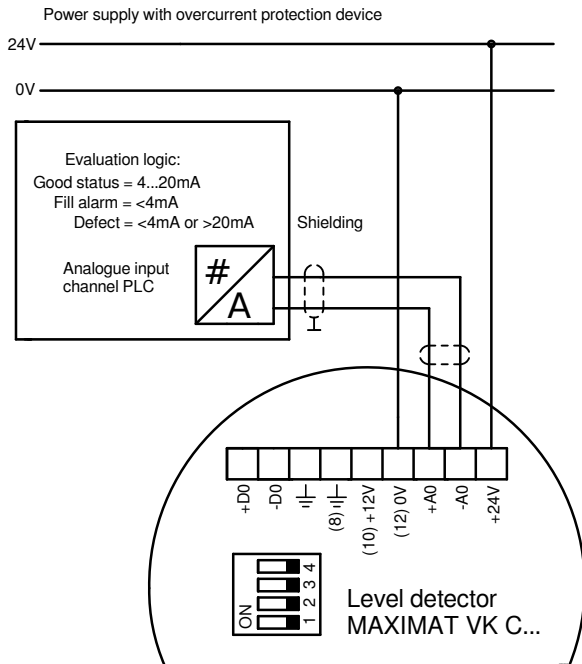 Power supply with overcurrent protection device
24V
0V
Evaluation logic:
Good status = 4...20mA
Fill alarm = <4mA
Defect = <4mA or >20mA
Shielding
Analogue input
channel PLC
#
A
+D0
-D0
(8)
(10) +12V
(12) 0V
+A0
-A0
+24V
ON
1 2 3 4
Level detector
MAXIMAT VK C...